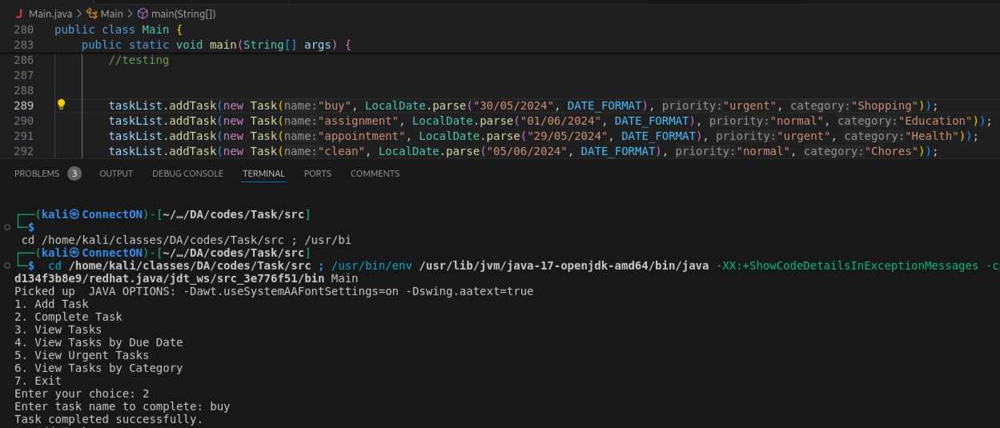 Main.java > Main > main(String[])
280 public class Main {
283 public static void main(String[] args) {
286 //testing
287
288
289 taskList.addTask(new Task(name:"buy", LocalDate.parse("30/05/2024", DATE_FORMAT), priority:"urgent", category:"Shopping"));
290 taskList.addTask(new Task(name:"assignment", LocalDate.parse("01/06/2024", DATE_FORMAT), priority:"normal", category:"Education"));
291 taskList.addTask(new Task(name:"appointment", LocalDate.parse("29/05/2024", DATE_FORMAT), priority:"urgent", category:"Health"));
292 taskList.addTask(new Task(name:"clean", LocalDate.parse("05/06/2024", DATE_FORMAT), priority:"normal", category:"Chores"));
PROBLEMS 3 OUTPUT DEBUG CONSOLE TERMINAL PORTS COMMENTS
┌──(kali㉿ConnectON)-[~/…/DA/codes/Task/src]
└─$
cd /home/kali/classes/DA/codes/Task/src ; /usr/bi
┌──(kali㉿ConnectON)-[~/…/DA/codes/Task/src]
└─$ cd /home/kali/classes/DA/codes/Task/src ; /usr/bin/env /usr/lib/jvm/java-17-openjdk-amd64/bin/java -XX:+ShowCodeDetailsInExceptionMessages
d134f3b8e9/redhat.java/jdt_ws/src_3e776f51/bin Main
Picked up _JAVA_OPTIONS: -Dawt.useSystemAAFontSettings=on -Dswing.aatext=true
1. Add Task
2. Complete Task
3. View Tasks
4. View Tasks by Due Date
5. View Urgent Tasks
6. View Tasks by Category
7. Exit
Enter your choice: 2
Enter task name to complete: buy
Task completed successfully.